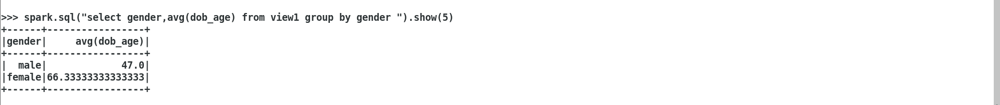 >>> spark.sql("select gender,avg(dob_age) from view1 group by gender ").show(5)
+------+-----------------+
|gender|     avg(dob_age)|
+------+-----------------+
|  male|             47.0|
|female|66.33333333333333|
+------+-----------------+